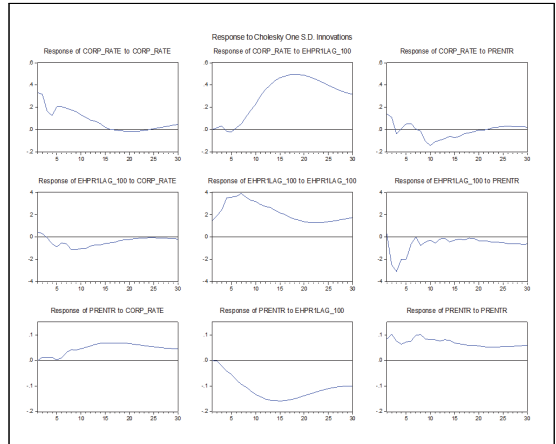 Response to Cholesky One S.D. Innovations
Response of CORP_RATE to CORP_RATE
Response of CORP_RATE to EHPR1LAG_100
Response of CORP_RATE to PRENTR
.6 .6 .6
.4 .4 .4
.2 .2 .2
.0 .0 .0
-.2 -.2 -.2
5 10 15 20 25 30 5 10 15 20 25 30 5 10 15 20 25 30
Response of EHPR1LAG_100 to CORP_RATE
Response of EHPR1LAG_100 to EHPR1LAG_100
Response of EHPR1LAG_100 to PRENTR
4 4 4
2 2 2
0 0 0
-2 -2 -2
-4 -4 -4
5 10 15 20 25 30 5 10 15 20 25 30 5 10 15 20 25 30
Response of PRENTR to CORP_RATE
Response of PRENTR to EHPR1LAG_100
Response of PRENTR to PRENTR
.1 .1 .1
.0 .0 .0
-.1 -.1 -.1
-.2 -.2 -.2
5 10 15 20 25 30 5 10 15 20 25 30 5 10 15 20 25 30